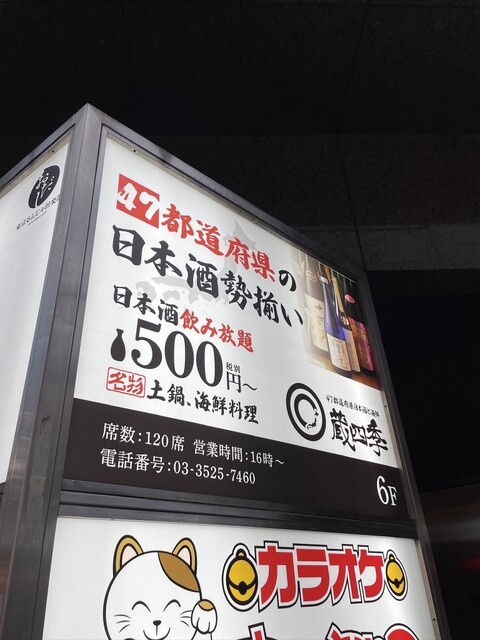 47都道府県の
日本酒勢揃い
日本酒飲み放題
500円～
税別
名物 土鍋、海鮮料理
47都道府県日本酒と海鮮
蔵四季
席数:120席 営業時間:16時～
電話番号:03-3525-7460
6F
カラオケ